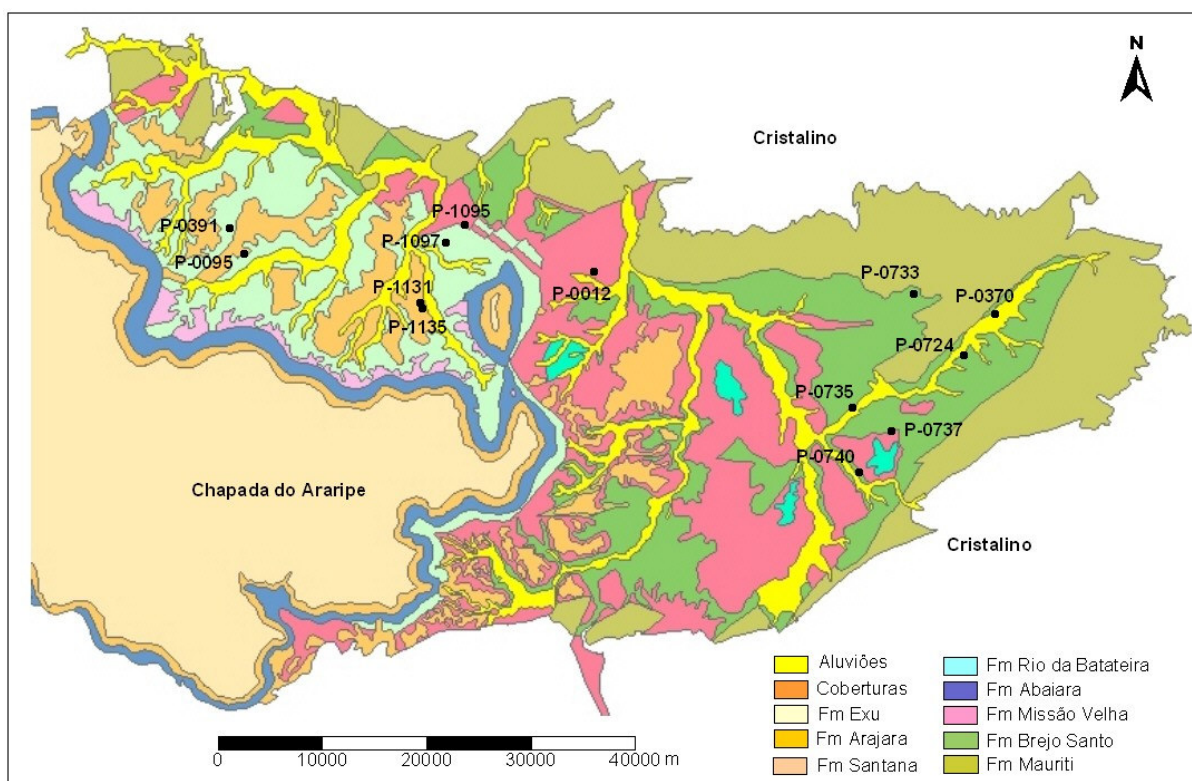 N
Cristalino
P-1095
P-0391
P-1097
P-0095
P-0012
P-0733
P-0370
P-1131
P-1135
P-0724
P-0735
P-0737
P-0740
Chapada do Araripe
Cristalino
Aluviões
Coberturas
Fm Exu
Fm Arajara
Fm Santana
Fm Rio da Batateira
Fm Abaiara
Fm Missão Velha
Fm Brejo Santo
Fm Mauriti
0 10000 20000 30000 40000 m